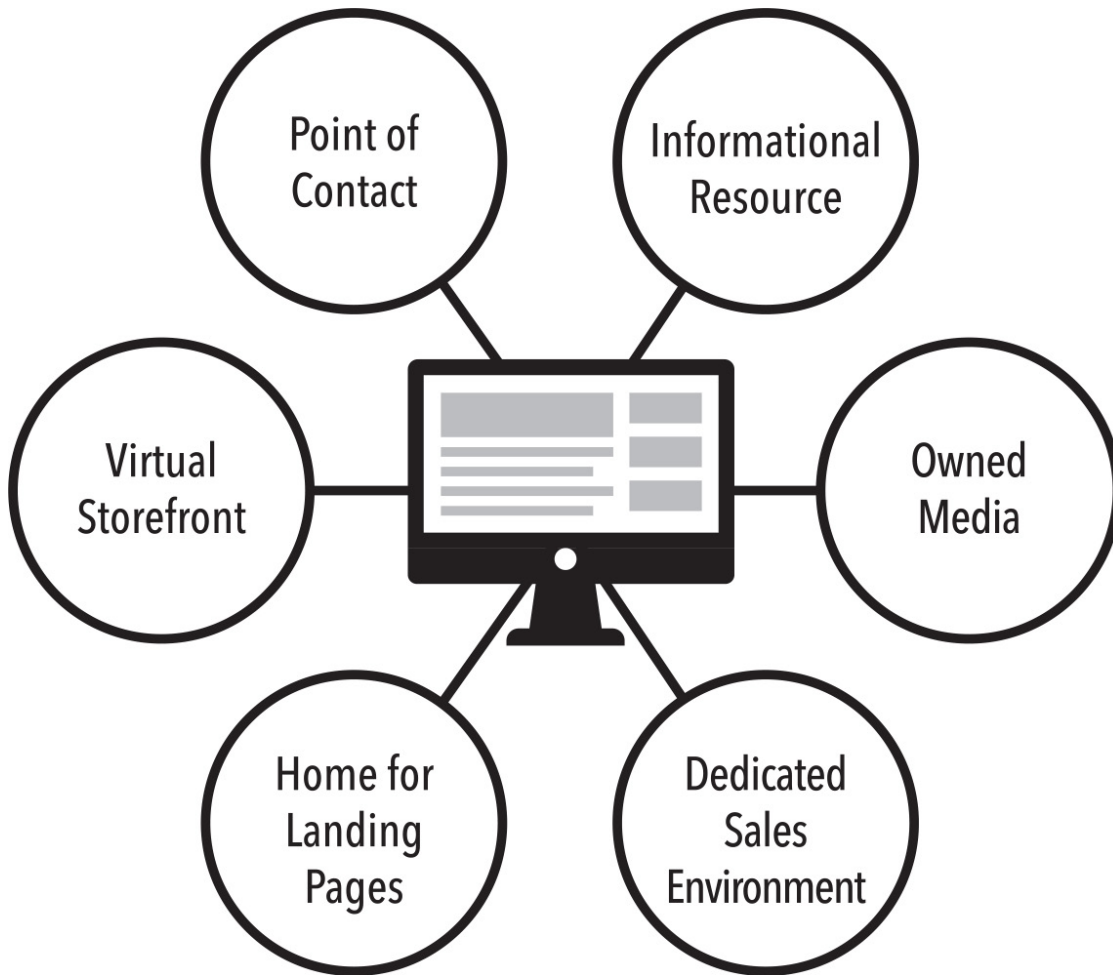 Point of
Contact
Informational
Resource
Virtual
Storefront
Owned
Media
Home for
Landing
Pages
Dedicated
Sales
Environment